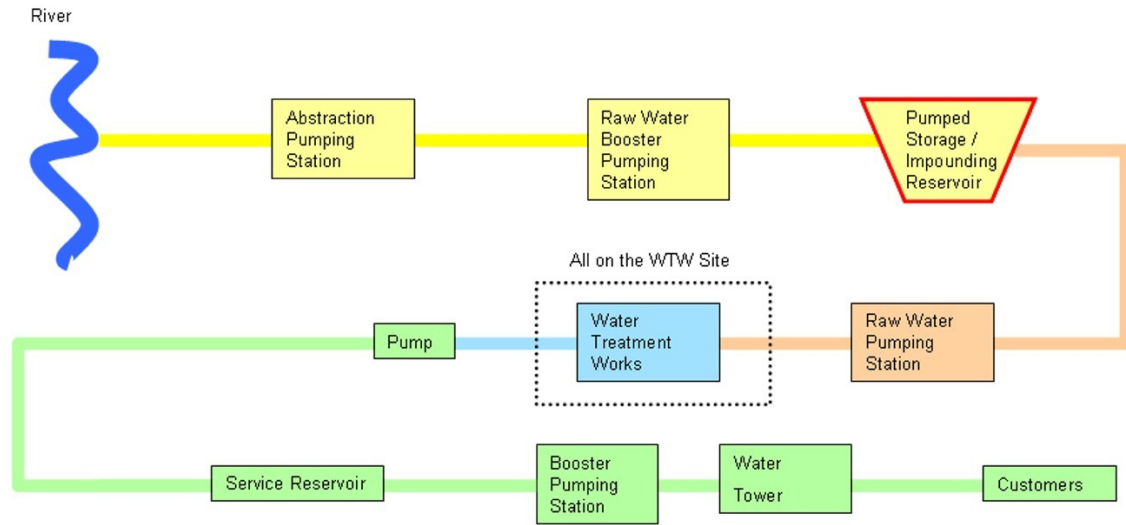 River
Abstraction
Pumping
Station
Raw Water
Booster
Pumping
Station
Pumped
Storage /
Impounding
Reservoir
All on the WTW Site
Pump
Water
Treatment
Works
Raw Water
Pumping
Station
Service Reservoir
Booster
Pumping
Station
Water
Tower
Customers